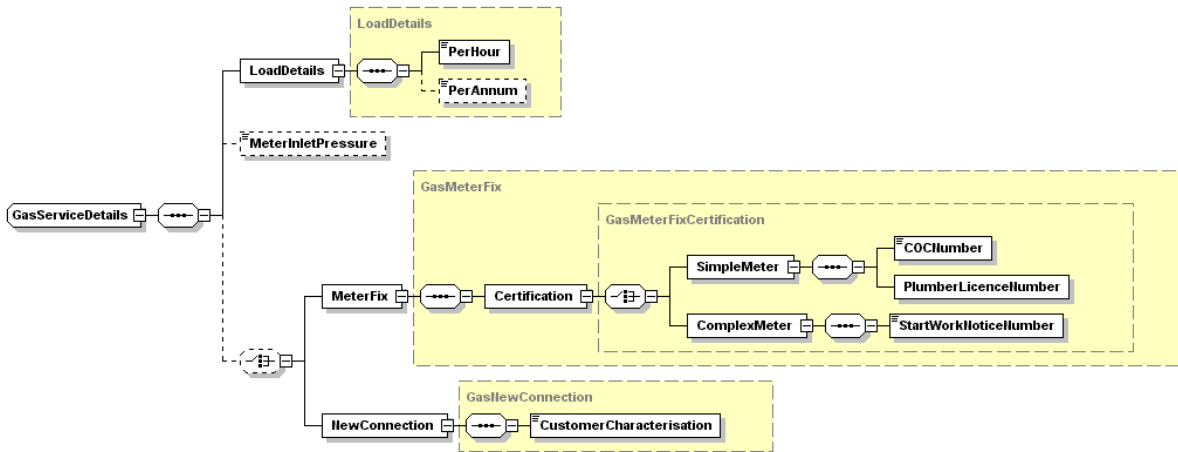 LoadDetails
PerHour
LoadDetails
PerAnnum
MeterInletPressure
GasMeterFix
GasServiceDetails
GasMeterFixCertification
COCNumber
SimpleMeter
PlumberLicenceNumber
MeterFix
Certification
ComplexMeter
StartWorkNoticeNumber
GasNewConnection
NewConnection
CustomerCharacterisation